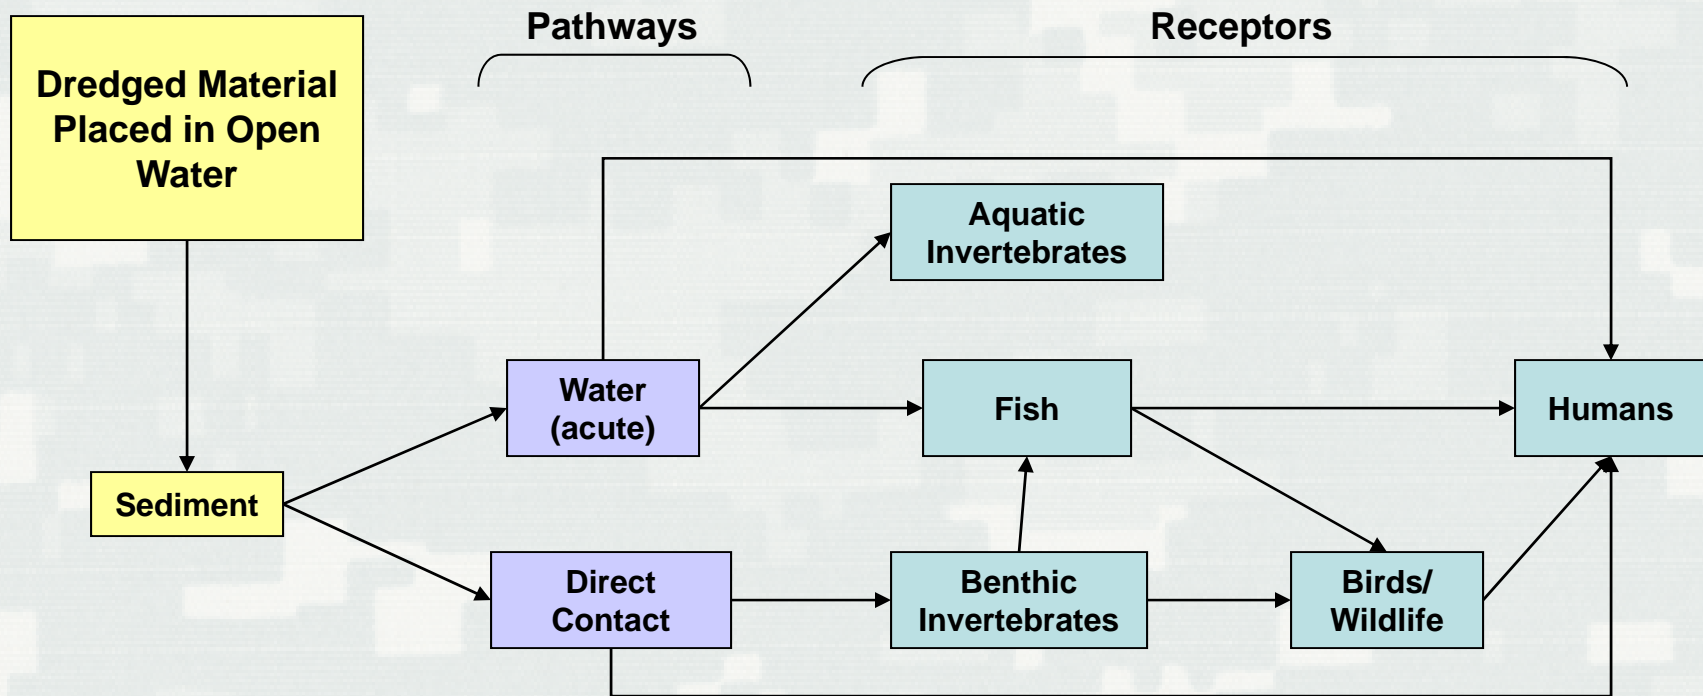 Pathways
Receptors
Dredged Material
Placed in Open
Water
Aquatic
Invertebrates
Water
(acute)
Fish
Humans
Sediment
Direct
Contact
Benthic
Invertebrates
Birds/
Wildlife